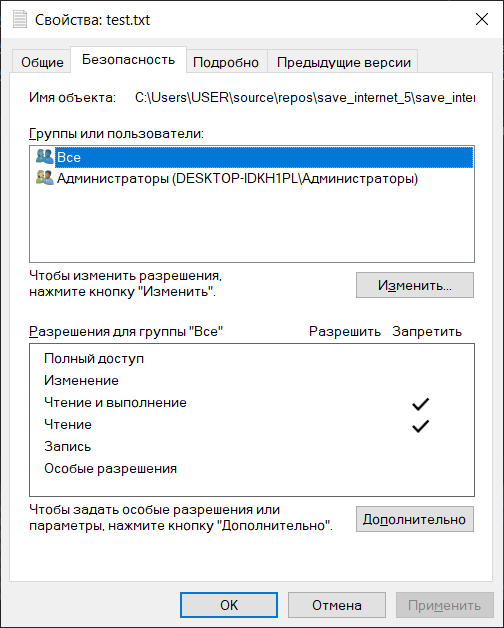 Свойства: test.txt
Общие Безопасность Подробно Предыдущие версии
Имя объекта: C:\Users\USER\source\repos\save_internet_5\save_inter
Группы или пользователи:
Все
Администраторы (DESKTOP-IDKH1PL\Администраторы)
Чтобы изменить разрешения,
нажмите кнопку "Изменить".
Изменить...
Разрешения для группы "Все" Разрешить Запретить
Полный доступ
Изменение
Чтение и выполнение
Чтение
Запись
Особые разрешения
Чтобы задать особые разрешения или
параметры, нажмите кнопку "Дополнительно".
Дополнительно
OK Отмена Применить